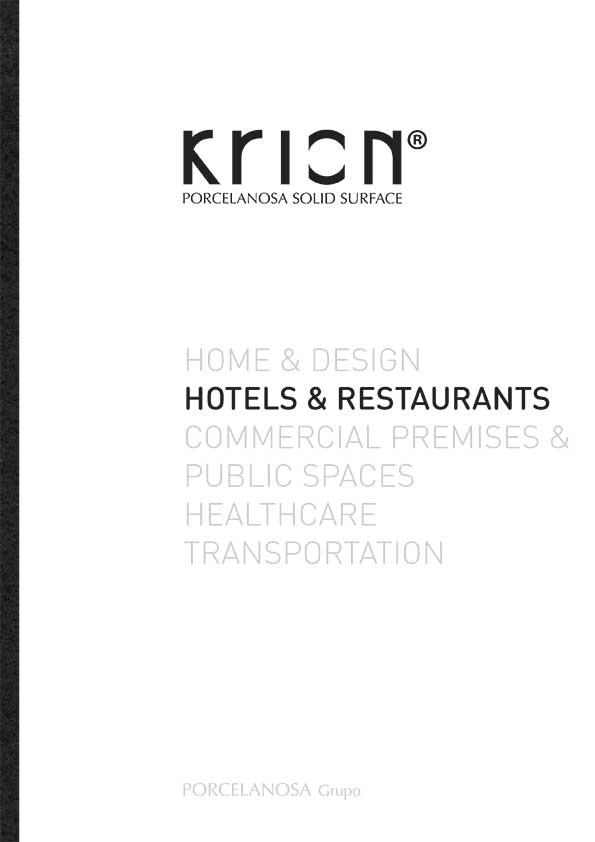 KRION®
PORCELANOSA SOLID SURFACE
HOME & DESIGN
HOTELS & RESTAURANTS
COMMERCIAL PREMISES &
PUBLIC SPACES
HEALTHCARE
TRANSPORTATION
PORCELANOSA Grupo